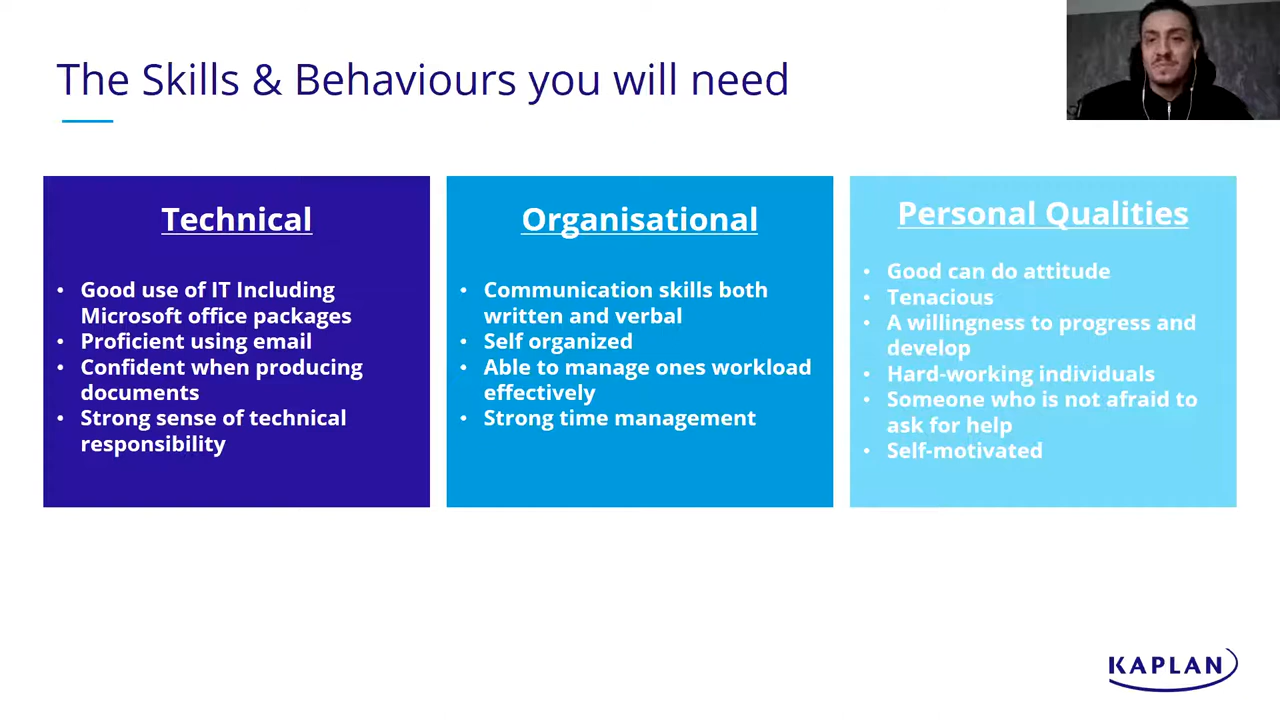 The Skills & Behaviours you will need
Technical
• Good use of IT Including
Microsoft office packages
• Proficient using email
• Confident when producing
documents
• Strong sense of technical
responsibility
Organisational
• Communication skills both
written and verbal
• Self organized
• Able to manage ones workload
effectively
• Strong time management
Personal Qualities
• Good can do attitude
• Tenacious
• A willingness to progress and
develop
• Hard-working individuals
• Someone who is not afraid to
ask for help
• Self-motivated
KAPLAN